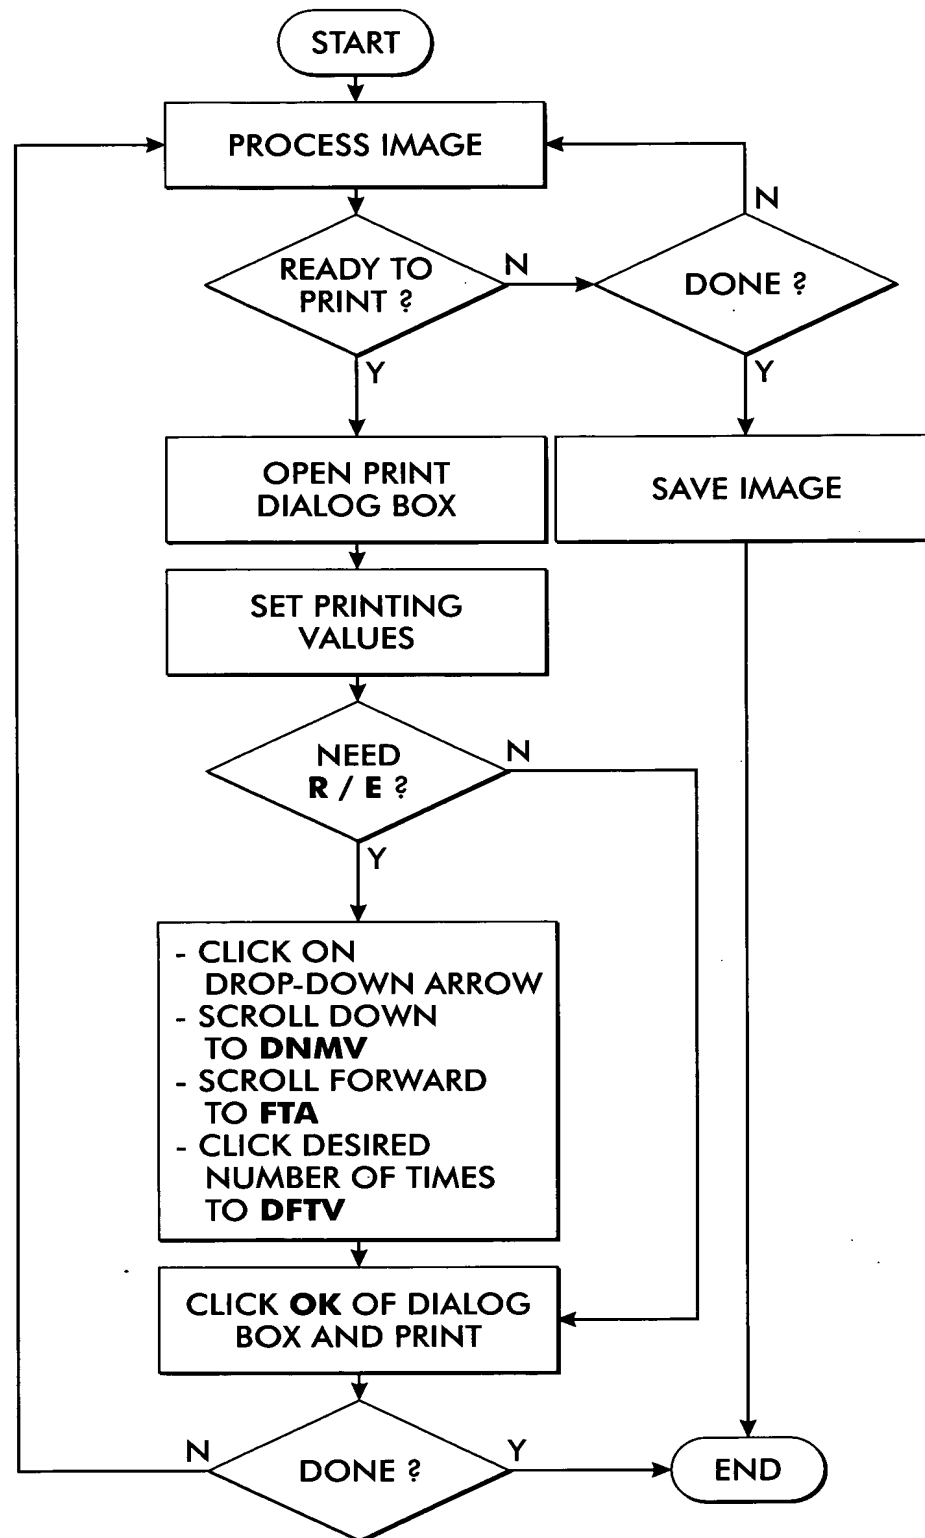 START
PROCESS IMAGE
N
READY TO
PRINT ?
N
DONE ?
Y
Y
OPEN PRINT
DIALOG BOX
SAVE IMAGE
SET PRINTING
VALUES
NEED
R / E ?
N
Y
- CLICK ON
DROP-DOWN ARROW
- SCROLL DOWN
TO DNMV
- SCROLL FORWARD
TO FTA
- CLICK DESIRED
NUMBER OF TIMES
TO DFTV
CLICK OK OF DIALOG
BOX AND PRINT
N
DONE ?
Y
END